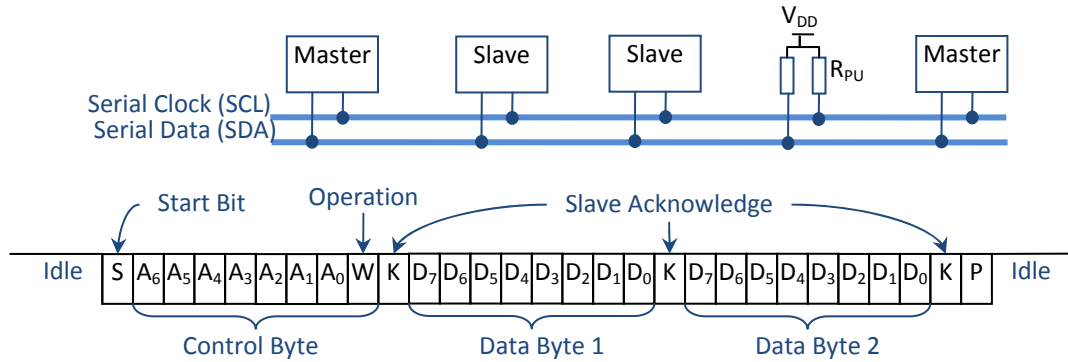 V_DD
Master Slave Slave Master
R_PU
Serial Clock (SCL)
Serial Data (SDA)
Operation
Start Bit Slave Acknowledge
Idle S A6 A5 A4 A3 A2 A1 A0 W K D7 D6 D5 D4 D3 D2 D1 D0 K D7 D6 D5 D4 D3 D2 D1 D0 K P Idle
Control Byte Data Byte 1 Data Byte 2